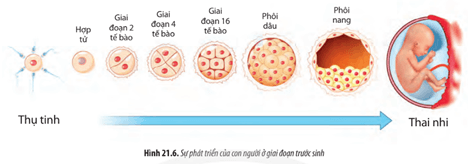 Hợp
tử
Giai
đoạn 2
tế bào
Giai
đoạn 4
tế bào
Giai
đoạn 16
tế bào
Phôi
dâu
Phôi
nang
Thụ tinh
Thai nhi
Hình 21.6. Sự phát triển của con người ở giai đoạn trước sinh